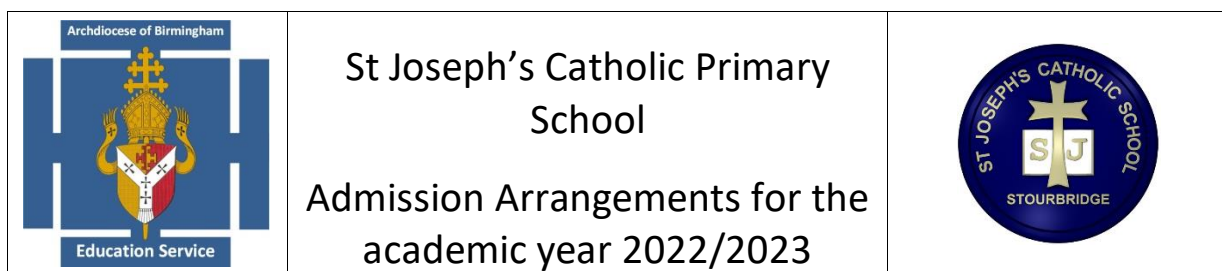 Archdiocese of Birmingham
Education Service
St Joseph's Catholic Primary
School
Admission Arrangements for the
academic year 2022/2023
ST JOSEPH'S CATHOLIC SCHOOL
S J
STOURBRIDGE